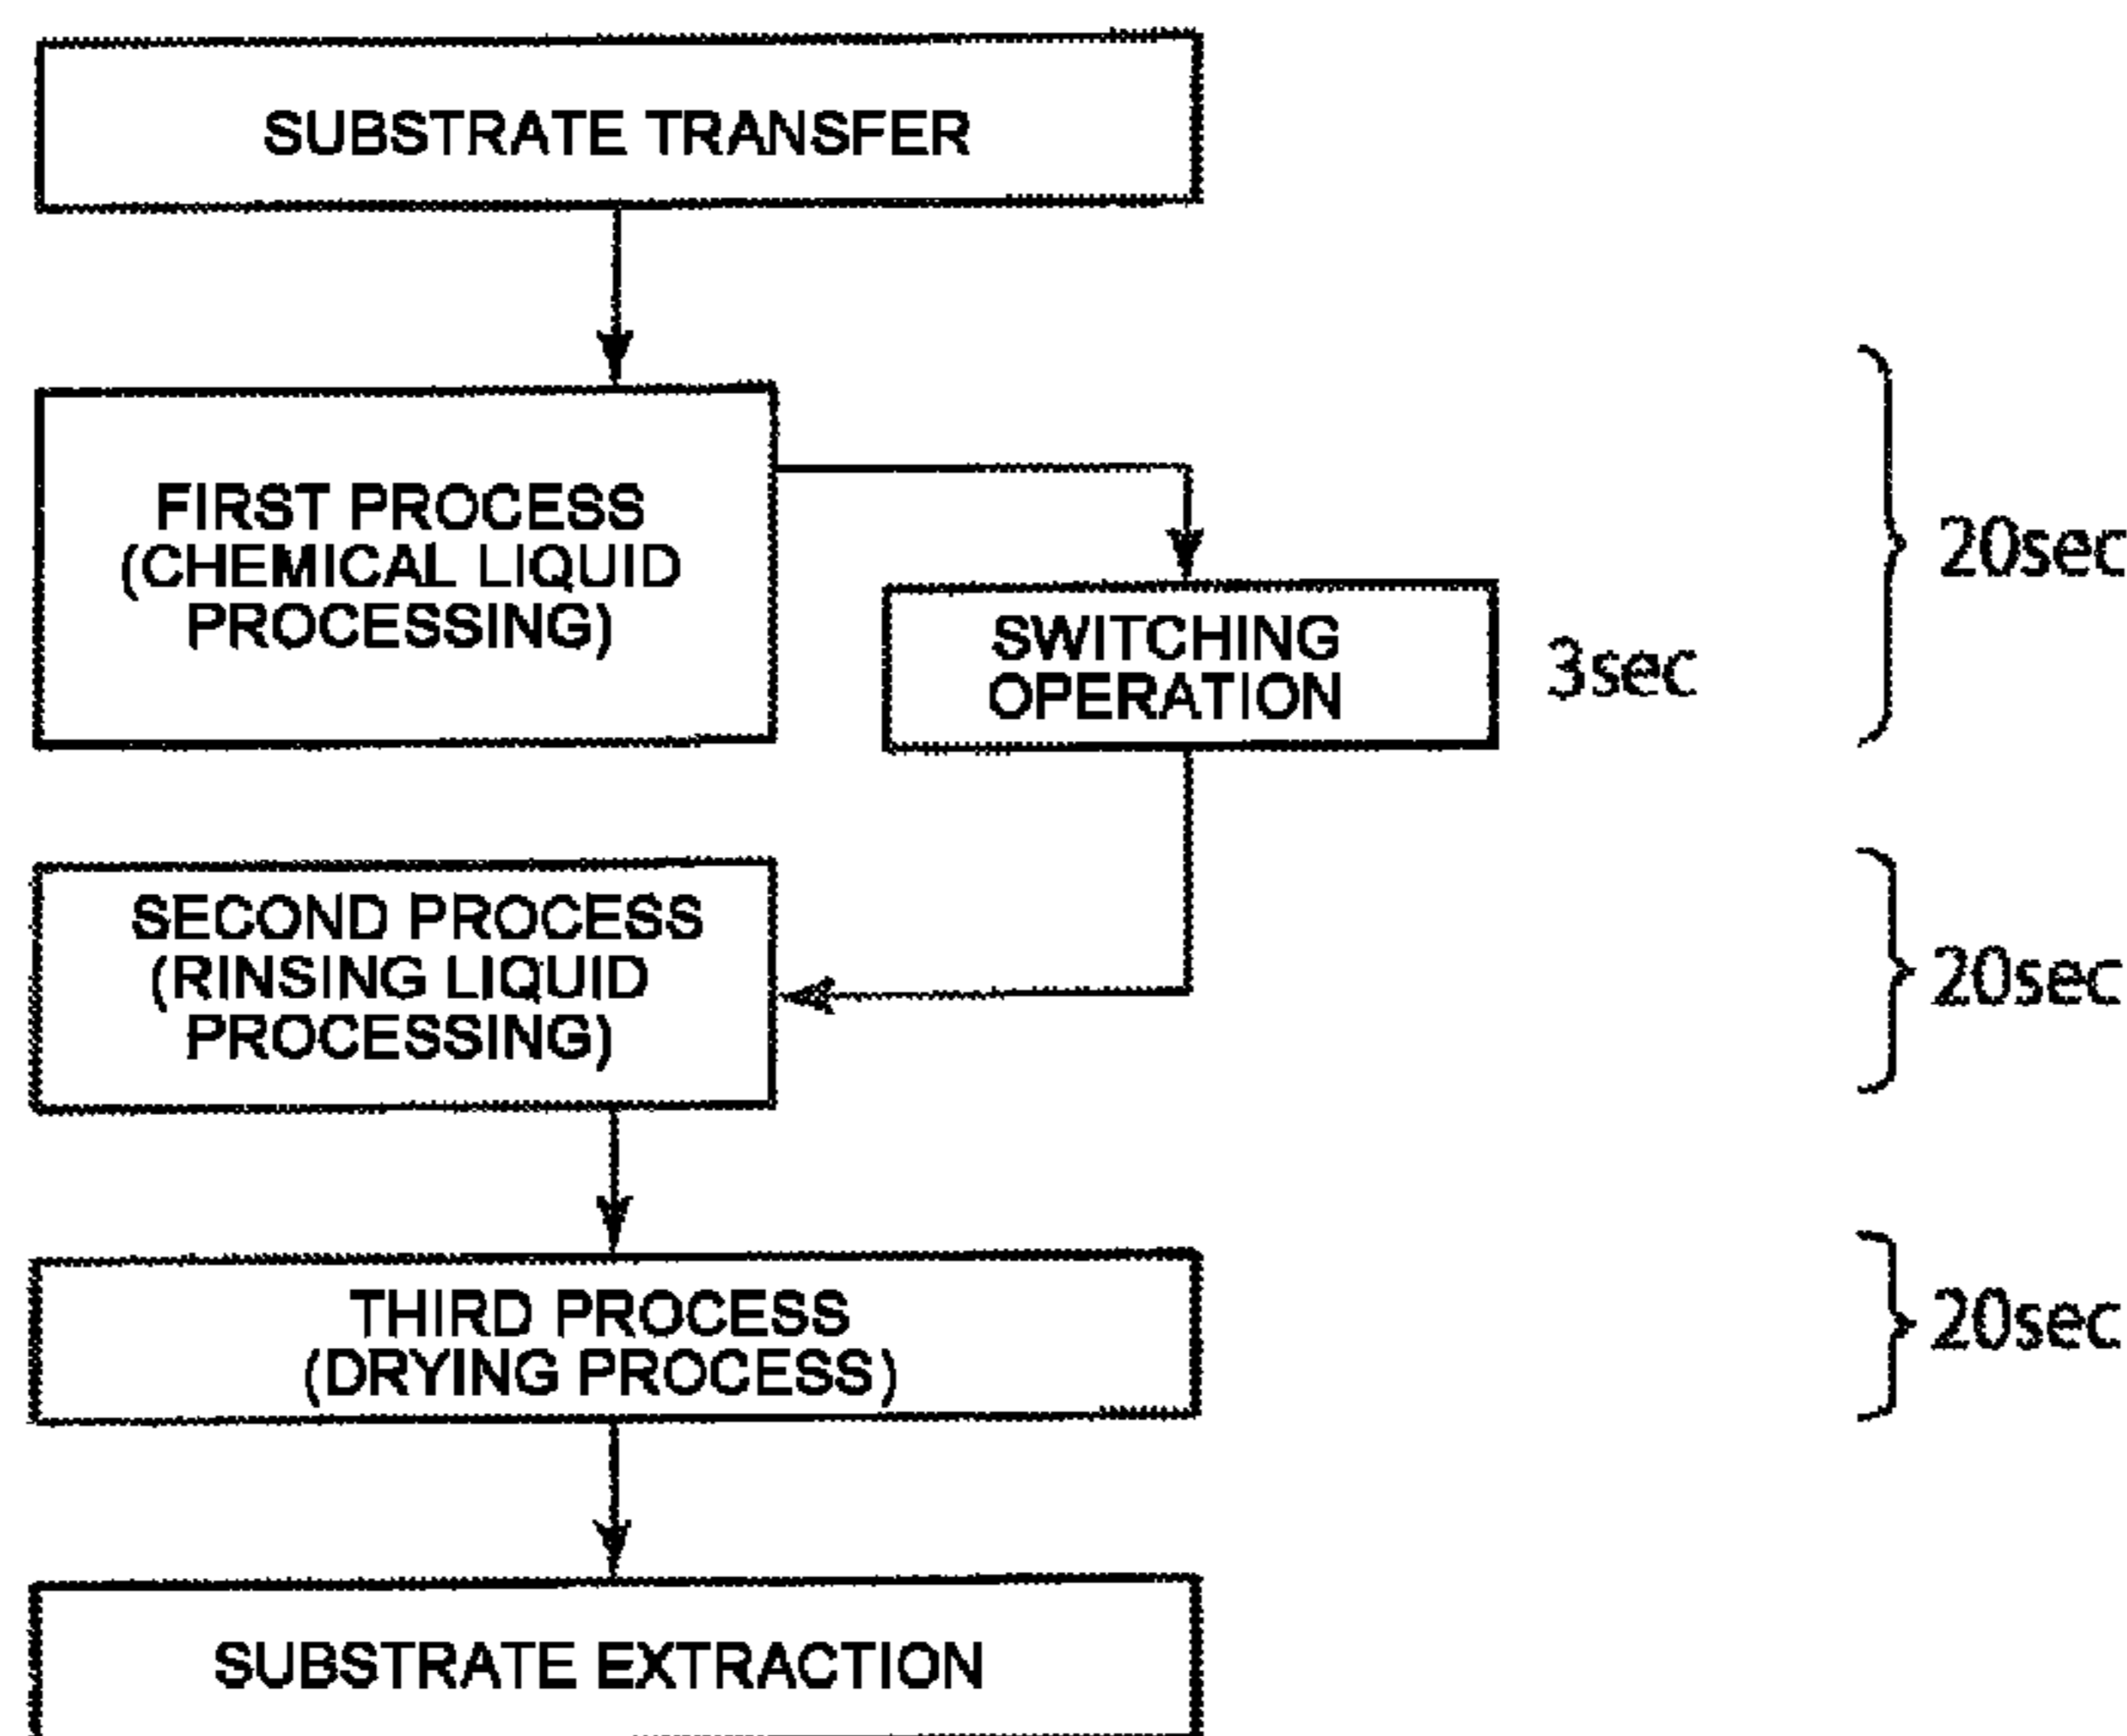 SUBSTRATE TRANSFER
FIRST PROCESS
(CHEMICAL LIQUID
PROCESSING)
20sec
SWITCHING
OPERATION
3sec
SECOND PROCESS
(RINSING LIQUID
PROCESSING)
20sec
THIRD PROCESS
(DRYING PROCESS)
20sec
SUBSTRATE EXTRACTION